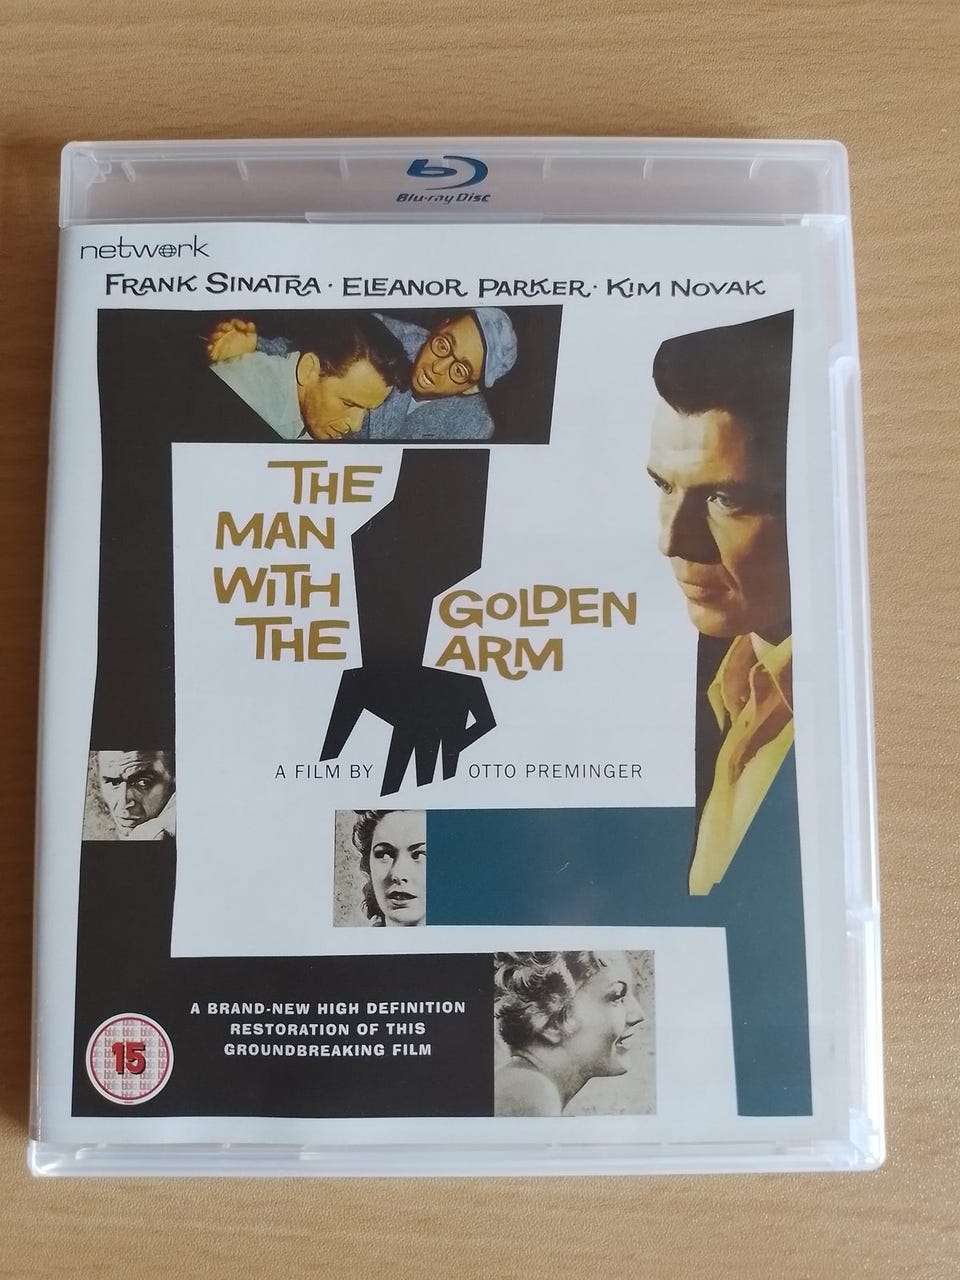 Blu-ray Disc
network
FRANK SINATRA · ELEANOR PARKER · KIM NOVAK
THE
MAN
WITH
THE
GOLDEN
ARM
A FILM BY OTTO PREMINGER
A BRAND-NEW HIGH DEFINITION
RESTORATION OF THIS
GROUNDBREAKING FILM
15